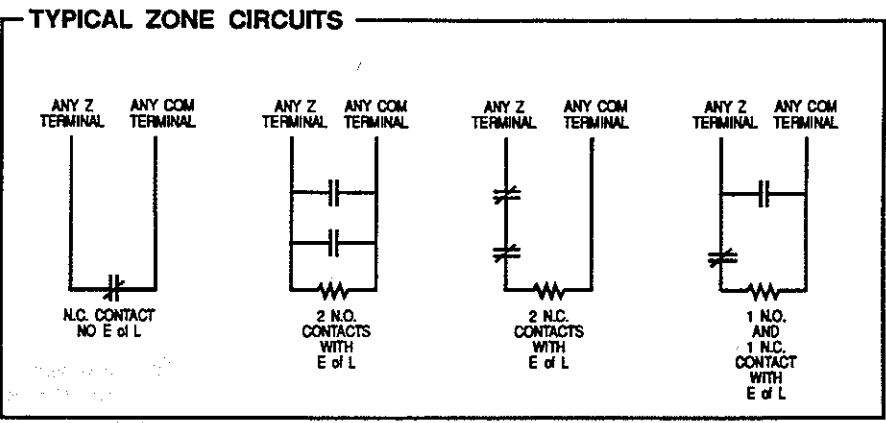 TYPICAL ZONE CIRCUITS
ANY Z
TERMINAL
ANY COM
TERMINAL
N.C. CONTACT
NO E of L
ANY Z
TERMINAL
ANY COM
TERMINAL
2 N.O.
CONTACTS
WITH
E of L
ANY Z
TERMINAL
ANY COM
TERMINAL
2 N.C.
CONTACTS
WITH
E of L
ANY Z
TERMINAL
ANY COM
TERMINAL
1 N.O.
AND
1 N.C.
CONTACT
WITH
E of L